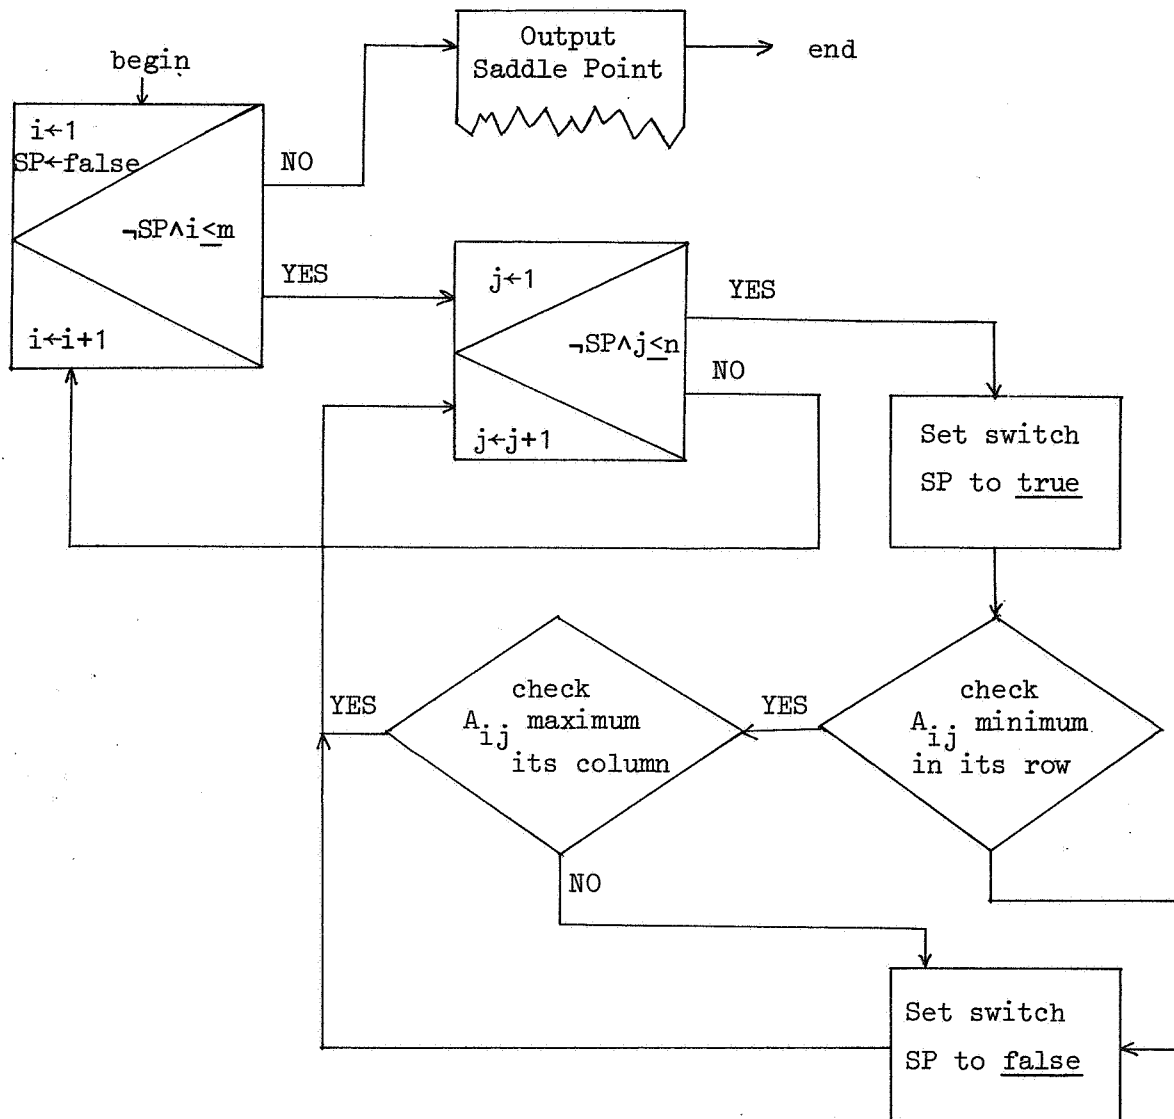 begin
i←1
SP←false
¬SP∧i≤m
i←i+1
NO
YES
Output
Saddle Point
end
j←1
¬SP∧j≤n
j←j+1
YES
NO
Set switch
SP to true
check
Aij minimum
in its row
YES
check
Aij maximum
its column
YES
NO
Set switch
SP to false